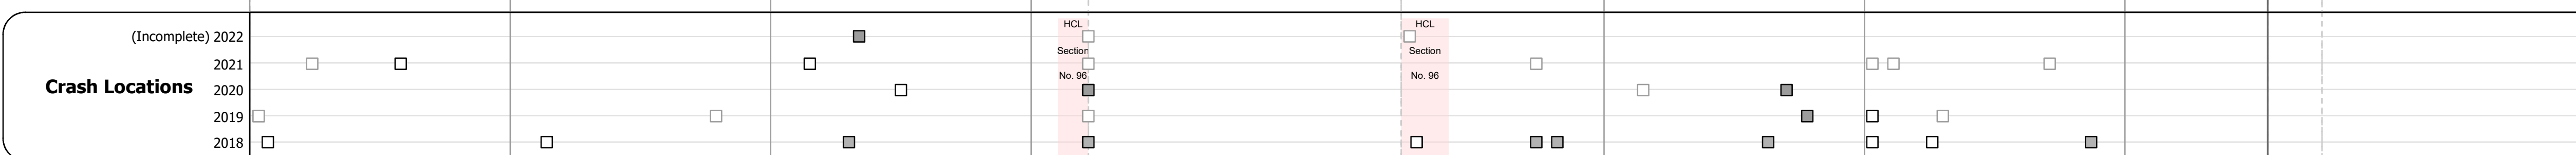 HCL
HCL
(Incomplete) 2022
Section
Section
2021
No. 96
No. 96
Crash Locations
2020
2019
2018